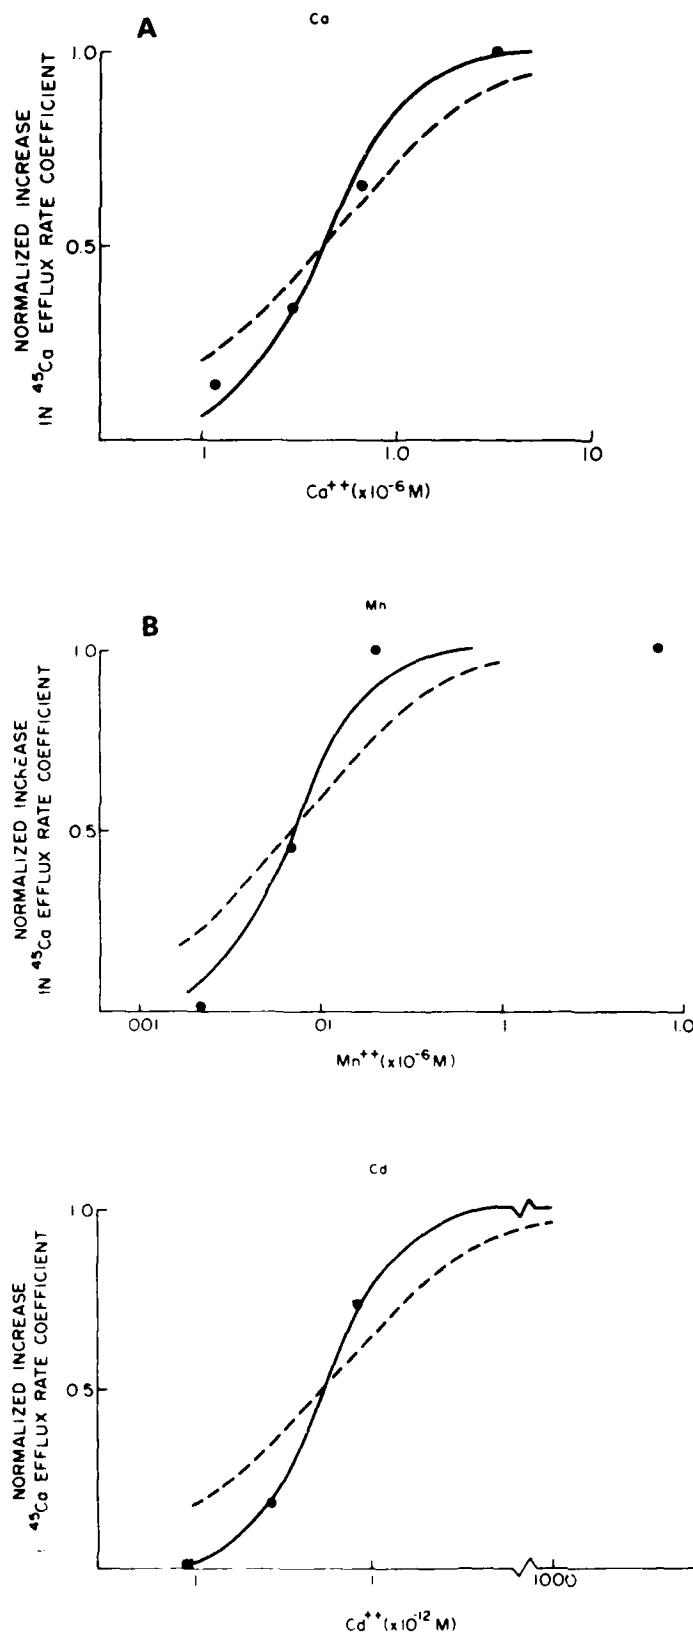 A
Ca
NORMALIZED INCREASE
IN ⁴⁵Ca EFFLUX RATE COEFFICIENT
1.0
0.5
1
1.0
10
Ca⁺⁺(x10⁻⁶M)
B
Mn
NORMALIZED INCREASE
IN ⁴⁵Ca EFFLUX RATE COEFFICIENT
1.0
0.5
001
01
1
1.0
Mn⁺⁺(x10⁻⁶M)
Cd
NORMALIZED INCREASE
⁴⁵Ca EFFLUX RATE COEFFICIENT
1.0
0.5
1
1
1000
Cd⁺⁺(x10⁻¹²M)